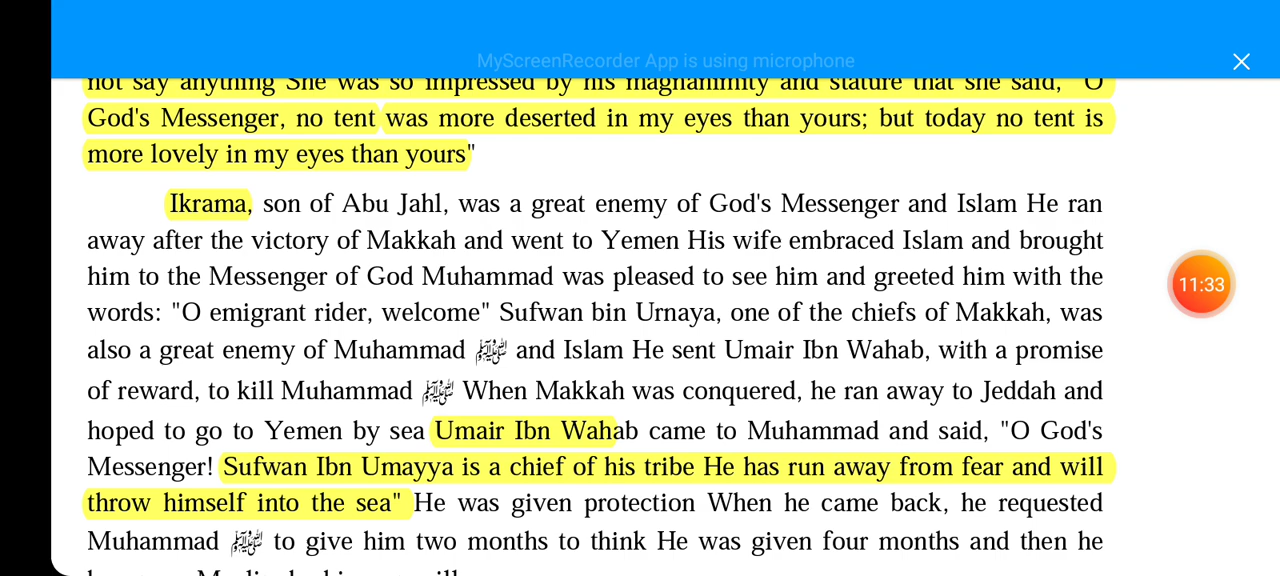 MyScreenRecorder App is using microphone
not say anything She was so impressed by his magnanimity and stature that she said, "O
God's Messenger, no tent was more deserted in my eyes than yours; but today no tent is
more lovely in my eyes than yours"
Ikrama, son of Abu Jahl, was a great enemy of God's Messenger and Islam He ran
away after the victory of Makkah and went to Yemen His wife embraced Islam and brought
him to the Messenger of God Muhammad was pleased to see him and greeted him with the
words: "O emigrant rider, welcome" Sufwan bin Urnaya, one of the chiefs of Makkah, was
also a great enemy of Muhammad ﷺ and Islam He sent Umair Ibn Wahab, with a promise
of reward, to kill Muhammad ﷺ When Makkah was conquered, he ran away to Jeddah and
hoped to go to Yemen by sea Umair Ibn Wahab came to Muhammad and said, "O God's
Messenger! Sufwan Ibn Umayya is a chief of his tribe He has run away from fear and will
throw himself into the sea" He was given protection When he came back, he requested
Muhammad ﷺ to give him two months to think He was given four months and then he
11:33